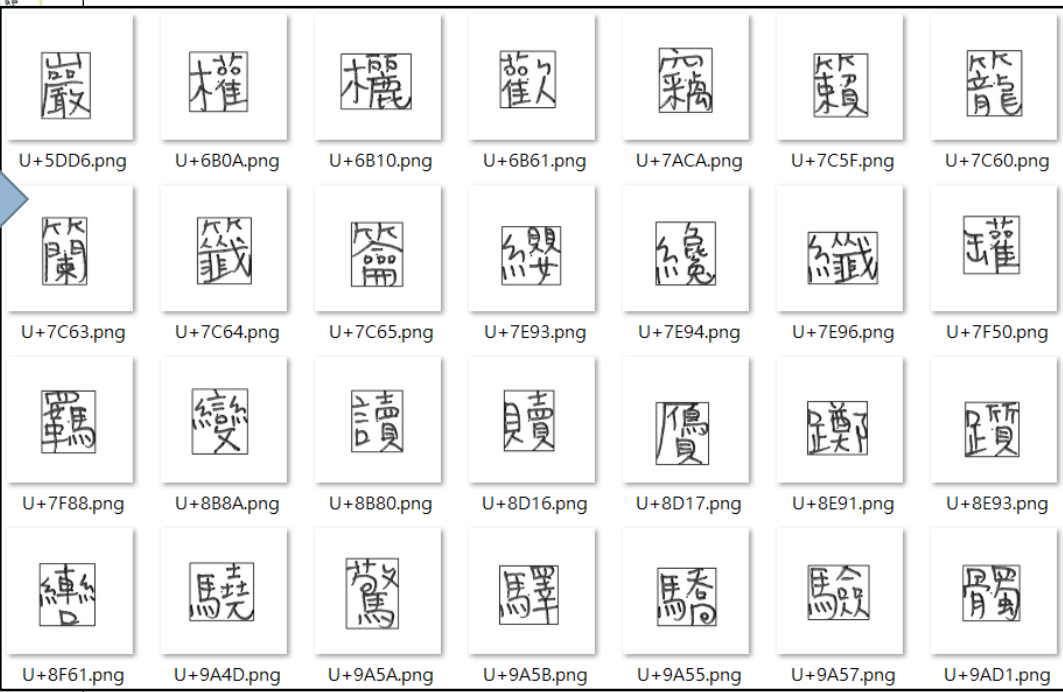 巖 權 欐 歡 竊 籟 籠
U+5DD6.png U+6B0A.png U+6B10.png U+6B61.png U+7ACA.png U+7C5F.png U+7C60.png
籣 籤 籥 纓 纔 纖 罐
U+7C63.png U+7C64.png U+7C65.png U+7E93.png U+7E94.png U+7E96.png U+7F50.png
羈 變 讀 贖 贗 躑 躓
U+7F88.png U+8B8A.png U+8B80.png U+8D16.png U+8D17.png U+8E91.png U+8E93.png
轡 驍 驚 驛 驕 驗 髑
U+8F61.png U+9A4D.png U+9A5A.png U+9A5B.png U+9A55.png U+9A57.png U+9AD1.png